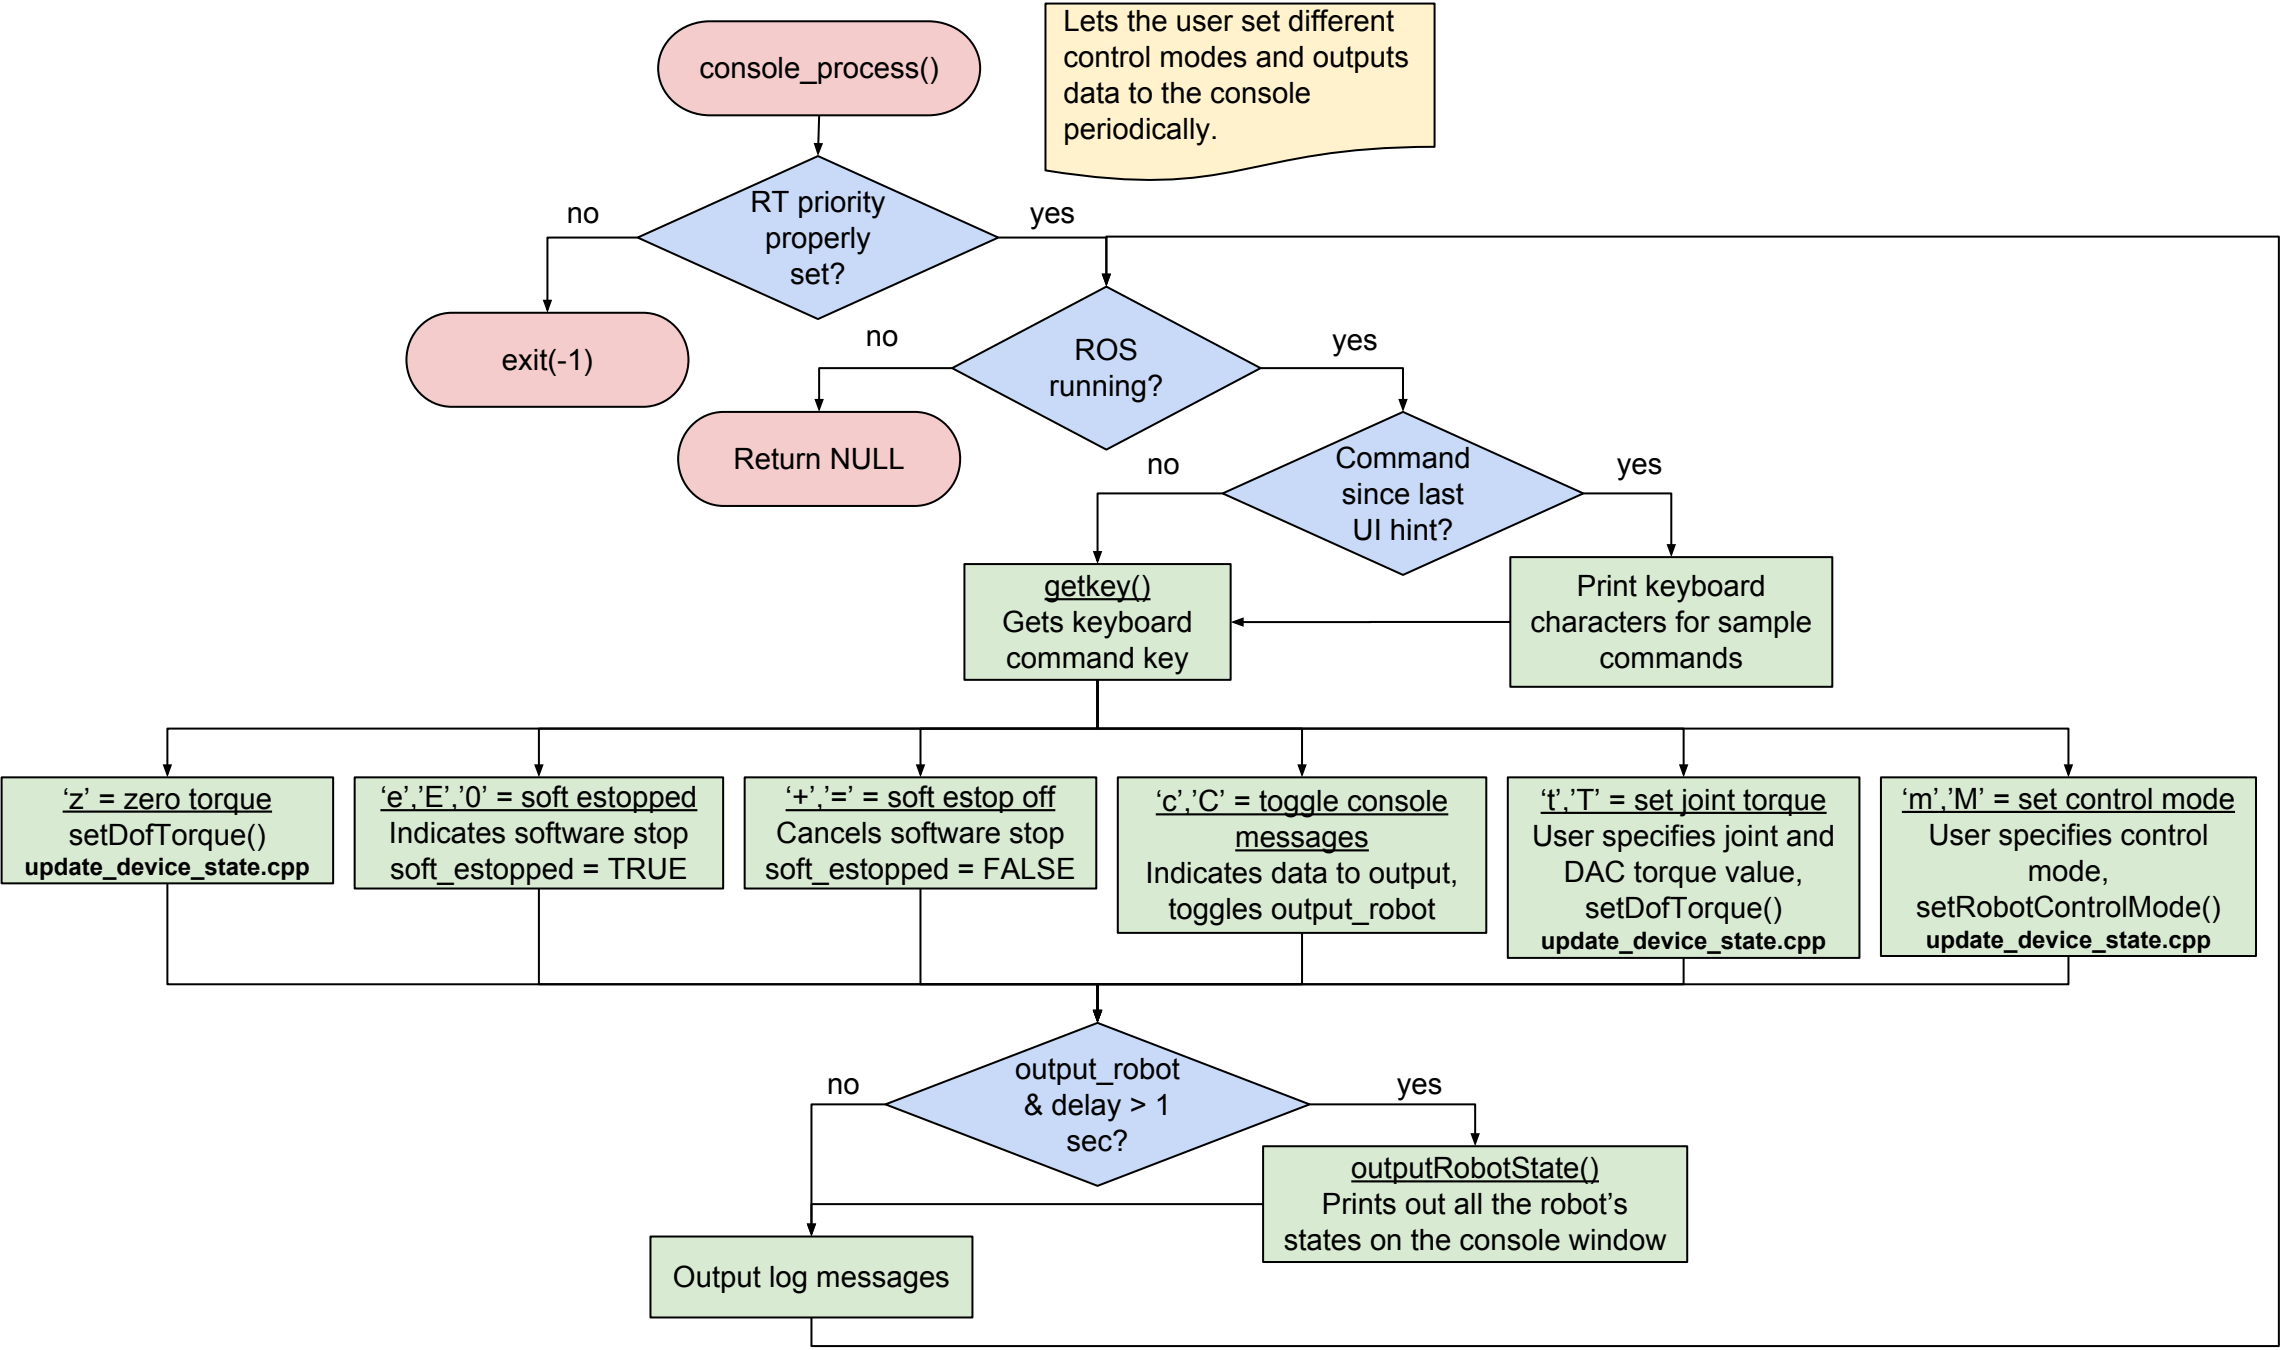 console_process()
Lets the user set different
control modes and outputs
data to the console
periodically.
RT priority
properly
set?
no
yes
exit(-1)
ROS
running?
no
yes
Return NULL
Command
since last
UI hint?
no
yes
getkey()
Gets keyboard
command key
Print keyboard
characters for sample
commands
‘z’ = zero torque
setDofTorque()
update_device_state.cpp
‘e’,’E’,’0’ = soft estopped
Indicates software stop
soft_estopped = TRUE
‘+’,’=’ = soft estop off
Cancels software stop
soft_estopped = FALSE
‘c’,’C’ = toggle console
messages
Indicates data to output,
toggles output_robot
‘t’,’T’ = set joint torque
User specifies joint and
DAC torque value,
setDofTorque()
update_device_state.cpp
‘m’,’M’ = set control mode
User specifies control
mode,
setRobotControlMode()
update_device_state.cpp
output_robot
& delay > 1
sec?
no
yes
outputRobotState()
Prints out all the robot’s
states on the console window
Output log messages